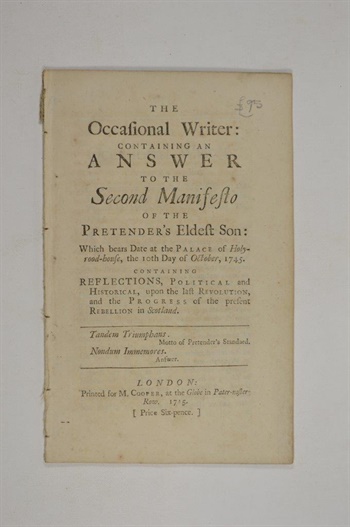 £95
THE
Occaſional Writer:
CONTAINING AN
ANSWER
TO THE
Second Manifeſto
OF THE
PRETENDER'S Eldeſt Son:
Which bears Date at the PALACE of Holy-
rood-houſe, the 10th Day of October, 1745.
CONTAINING
REFLECTIONS, POLITICAL and
HISTORICAL, upon the laſt REVOLUTION,
and the PROGRESS of the preſent
REBELLION in Scotland.
Tandem Triumphans.
Motto of Pretender's Standard.
Nondum Immemores.
Anſwer.
LONDON:
Printed for M. COOPER, at the Globe in Pater-noſter-
Row. 1745.
[ Price Six-pence. ]